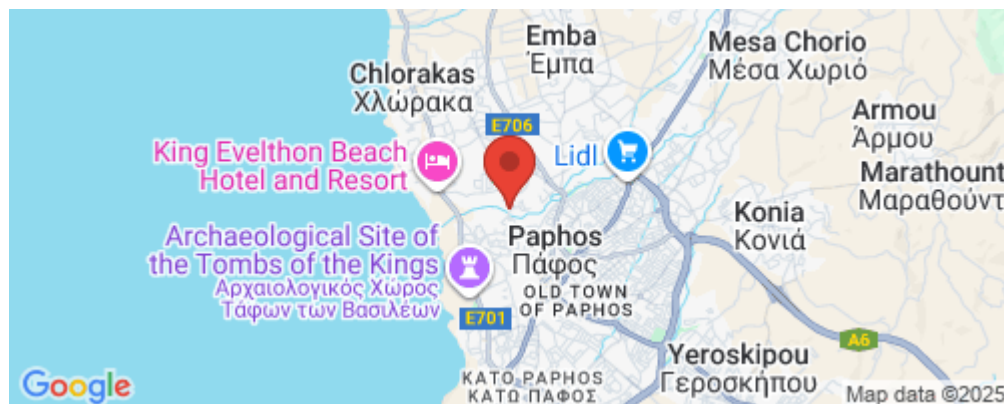 Emba
Έμπα
Mesa Chorio
Μέσα Χωριό
Chlorakas
Χλώρακα
Armou
Άρμου
E706
King Evelthon Beach
Hotel and Resort
Lidl
Marathount
Μαραθούντ
Konia
Κονιά
Archaeological Site of
the Tombs of the Kings
Αρχαιολογικός Χώρος
Τάφων των Βασιλέων
Paphos
Πάφος
OLD TOWN
OF PAPHOS
E701
A6
Yeroskipou
Γεροσκήπου
KATO PAPHOS
ΚΑΤΩ ΠΑΦΟΣ
Google
Map data ©2025